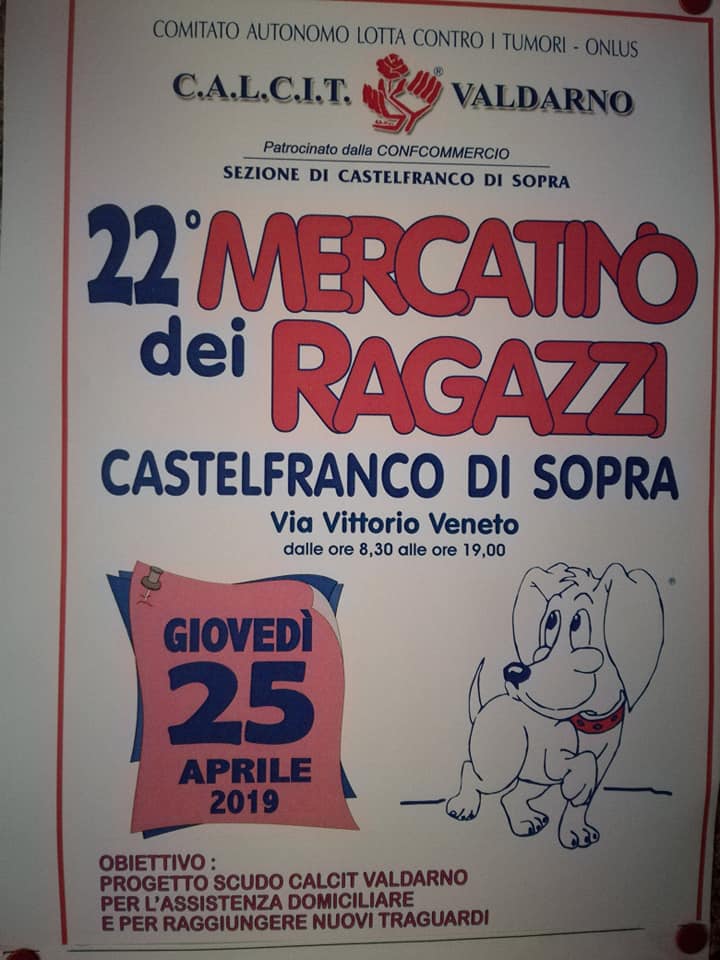 COMITATO AUTONOMO LOTTA CONTRO I TUMORI - ONLUS
C.A.L.C.I.T. ® VALDARNO
Patrocinato dalla CONFCOMMERCIO
SEZIONE DI CASTELFRANCO DI SOPRA
22° MERCATINO
dei RAGAZZI
CASTELFRANCO DI SOPRA
Via Vittorio Veneto
dalle ore 8,30 alle ore 19,00
®
GIOVEDÌ
25
APRILE
2019
OBIETTIVO :
PROGETTO SCUDO CALCIT VALDARNO
PER L'ASSISTENZA DOMICILIARE
E PER RAGGIUNGERE NUOVI TRAGUARDI